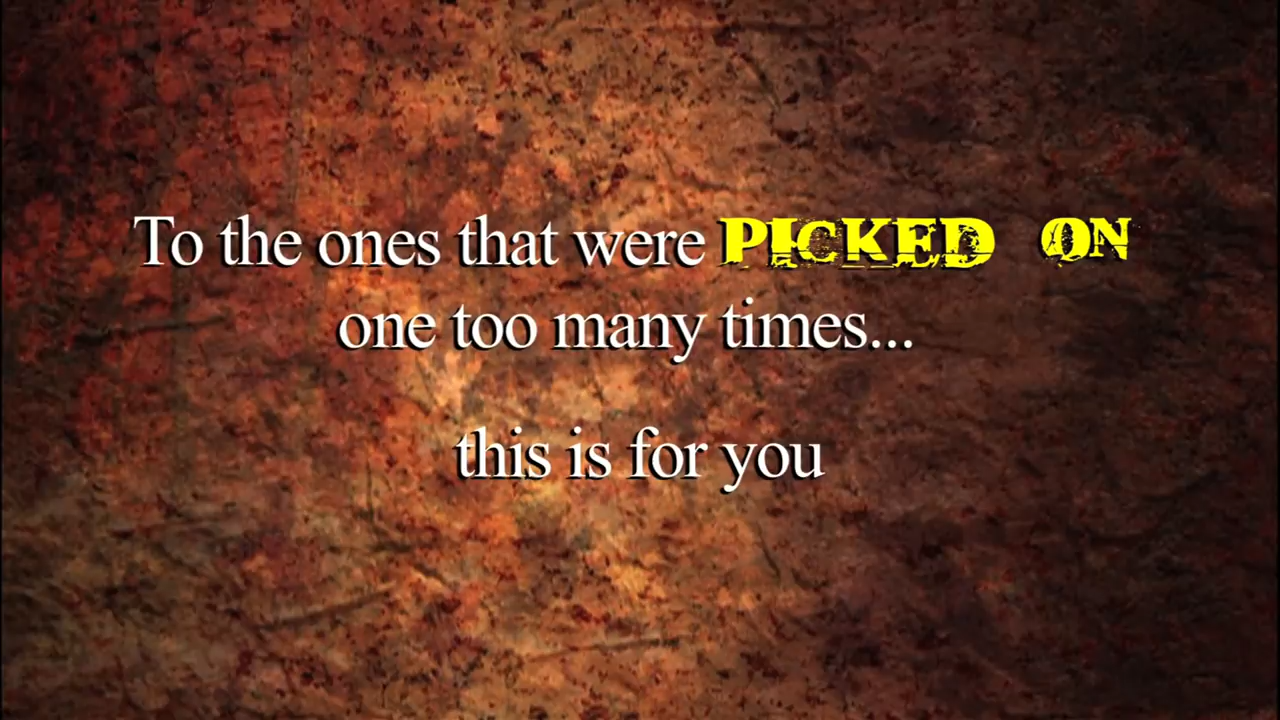 To the ones that were PICKED ON
one too many times...
this is for you